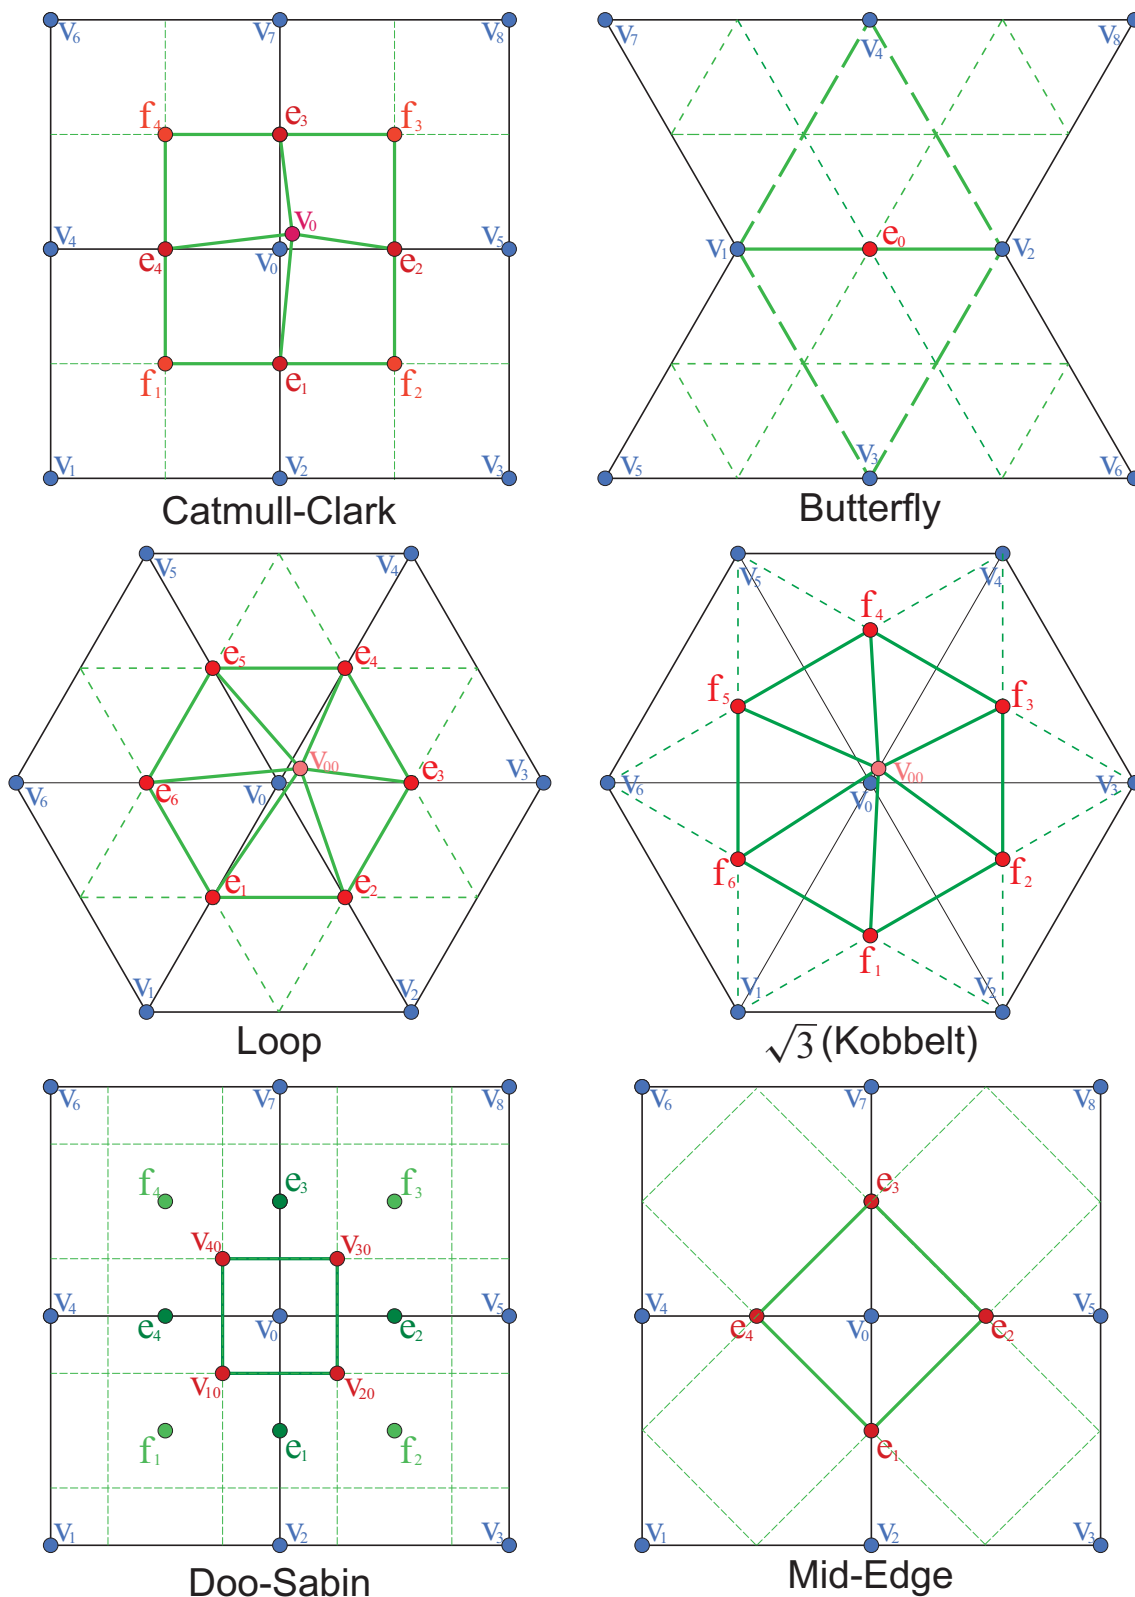 v6 v7 v8
f4 e3 f3
v0
v4 e4 v0 e2 v5
f1 e1 f2
v1 v2 v3
Catmull-Clark
v7 v4 v8
v1 e0 v2
v5 v3 v6
Butterfly
v5 v4
e5 e4
v00
v6 e6 v0 e3 v3
e1 e2
v1 v2
Loop
v5 v4
f4
f5 f3
v00
v6 v0 v3
f6 f2
f1
v1 v2
√3 (Kobbelt)
v6 v7 v8
f4 e3 f3
v40 v30
v4 e4 v0 e2 v5
v10 v20
f1 e1 f2
v1 v2 v3
Doo-Sabin
v6 v7 v8
e3
v4 e4 v0 e2 v5
e1
v1 v2 v3
Mid-Edge